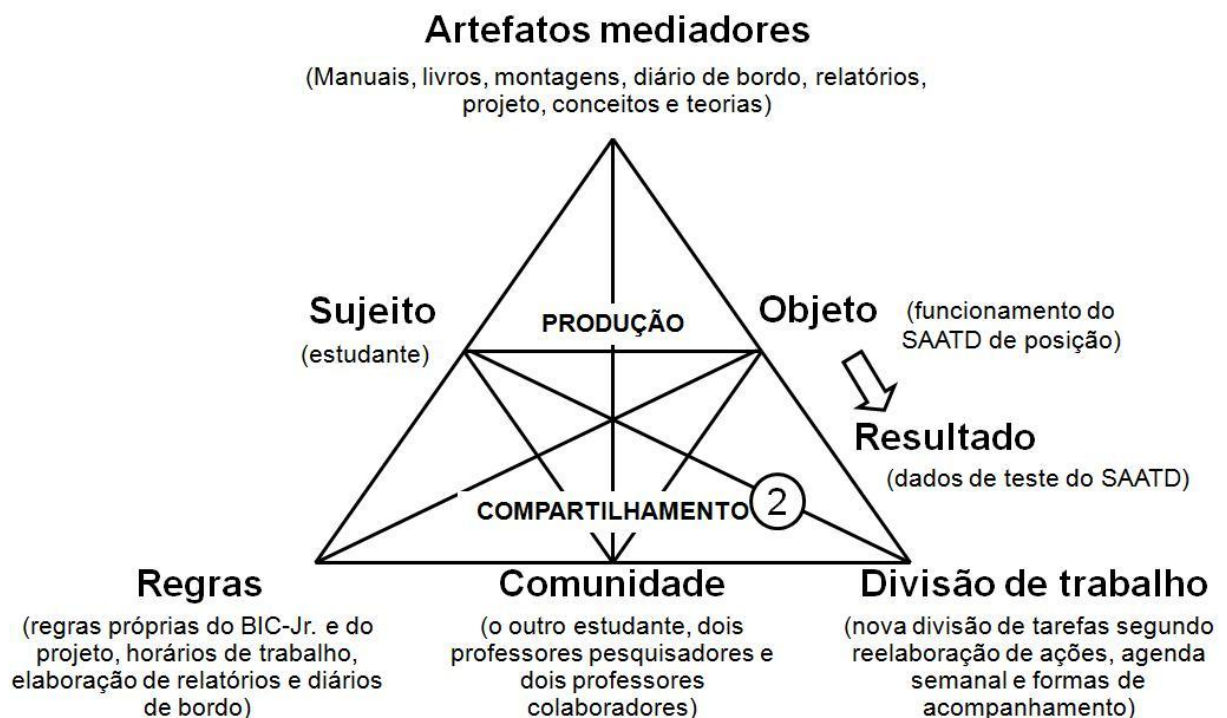 Artefatos mediadores
(Manuais, livros, montagens, diário de bordo, relatórios,
projeto, conceitos e teorias)
Sujeito
(estudante)
PRODUÇÃO
Objeto
(funcionamento do
SAATD de posição)
Resultado
(dados de teste do SAATD)
COMPARTILHAMENTO
2
Regras
(regras próprias do BIC-Jr. e do
projeto, horários de trabalho,
elaboração de relatórios e diários
de bordo)
Comunidade
(o outro estudante, dois
professores pesquisadores e
dois professores
colaboradores)
Divisão de trabalho
(nova divisão de tarefas segundo
reelaboração de ações, agenda
semanal e formas de
acompanhamento)